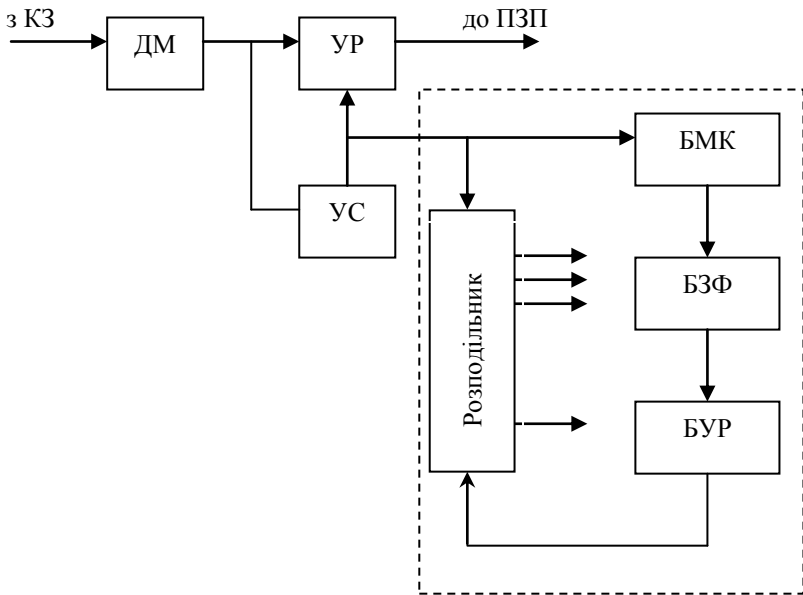 з КЗ
ДМ
УР
до ПЗП
БМК
УС
БЗФ
Розподільник
БУР